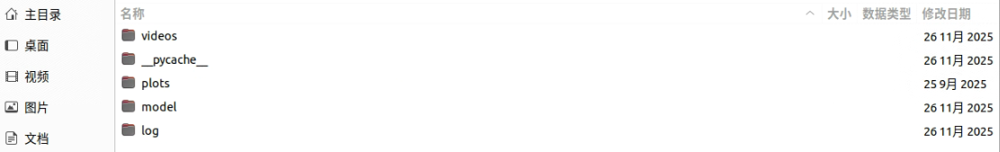 名称 大小 数据类型 修改日期
主目录
桌面
视频
图片
文档
videos 26 11月 2025
__pycache__ 26 11月 2025
plots 25 9月 2025
model 26 11月 2025
log 26 11月 2025